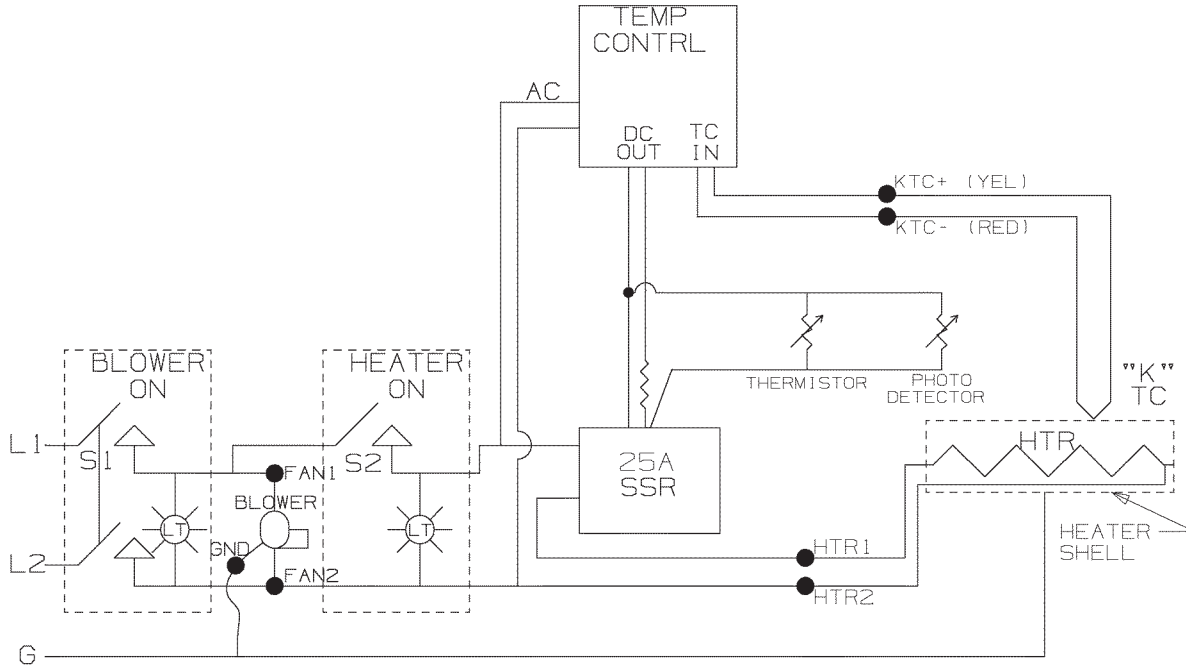 TEMP
CONTRL
AC
DC
OUT
TC
IN
KTC+ (YEL)
KTC- (RED)
BLOWER
ON
HEATER
ON
THERMISTOR
PHOTO
DETECTOR
"K"
TC
L1
S1
S2
25A
SSR
HTR
FAN1
BLOWER
LT
LT
GND
HTR1
HEATER
SHELL
L2
FAN2
HTR2
G